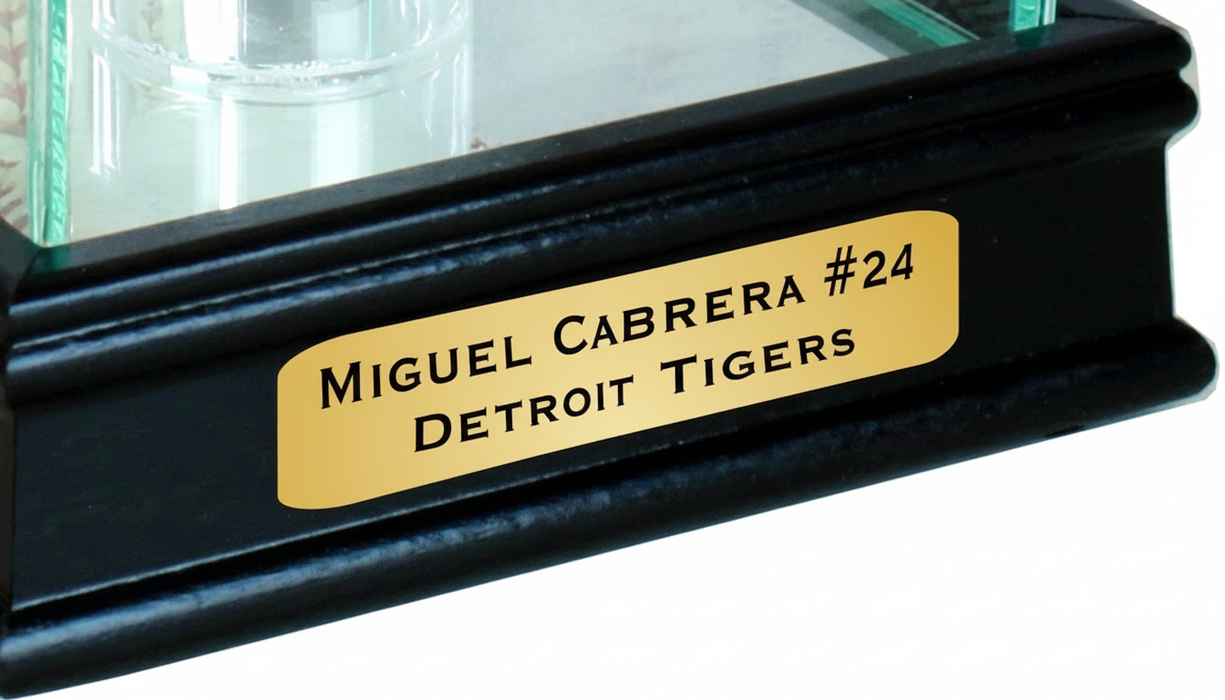 Miguel Cabrera #24
Detroit Tigers